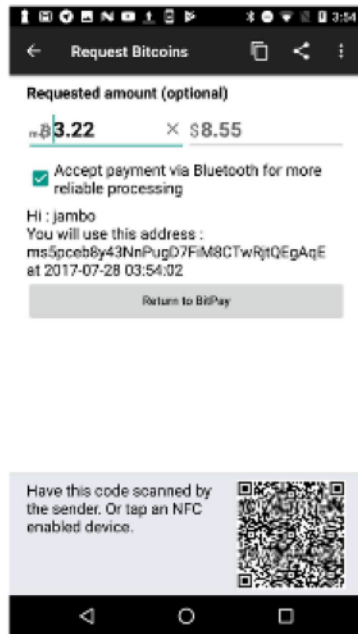 3:54
Request Bitcoins
Requested amount (optional)
m₿3.22 × $8.55
Accept payment via Bluetooth for more
reliable processing
Hi : jambo
You will use this address :
ms5pceb8y43NnPugD7FiM8CTwRjtQEgAqE
at 2017-07-28 03:54:02
Return to BitPay
Have this code scanned by
the sender. Or tap an NFC
enabled device.